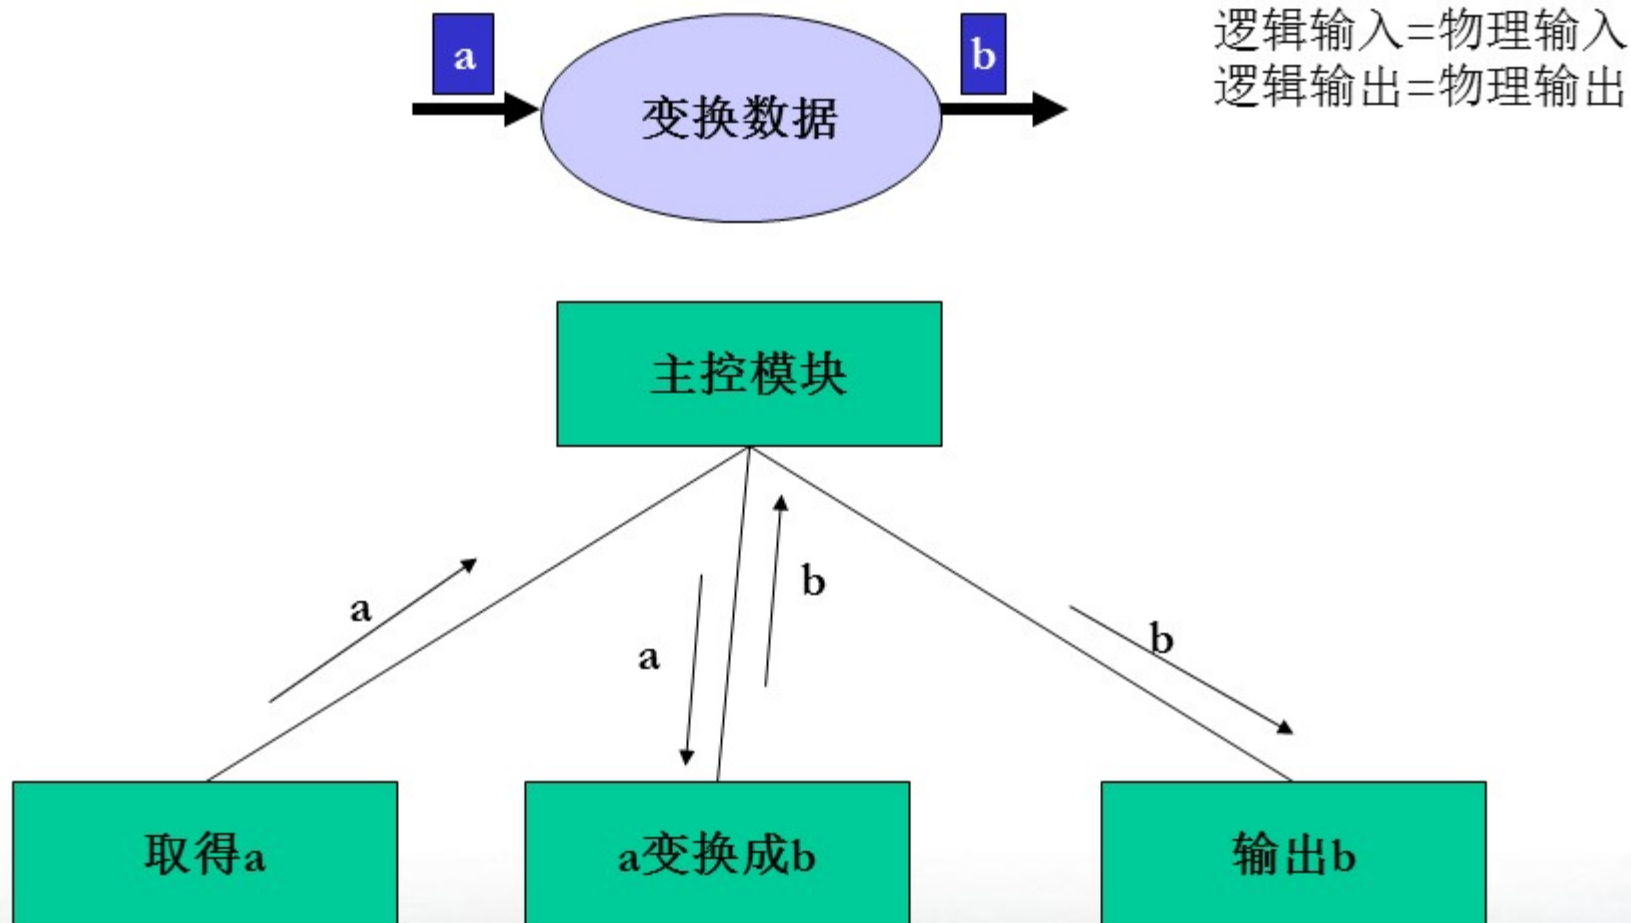 a
b
逻辑输入=物理输入
逻辑输出=物理输出
变换数据
主控模块
a
b
a
b
取得a
a变换成b
输出b